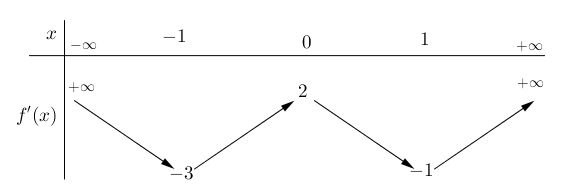 x −∞ −1 0 1 +∞
+∞ 2 +∞
f′(x)
−3 −1